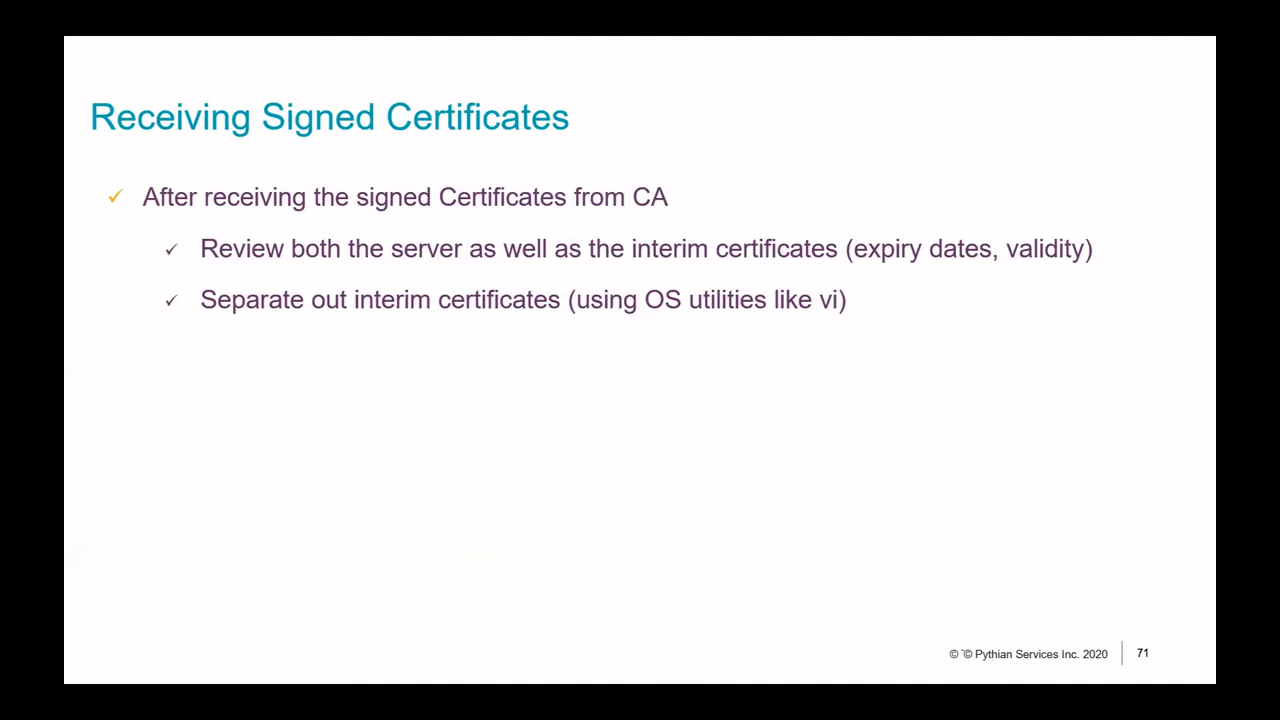 Receiving Signed Certificates
✓ After receiving the signed Certificates from CA
✓ Review both the server as well as the interim certificates (expiry dates, validity)
✓ Separate out interim certificates (using OS utilities like vi)
© ˆ© Pythian Services Inc. 2020 71